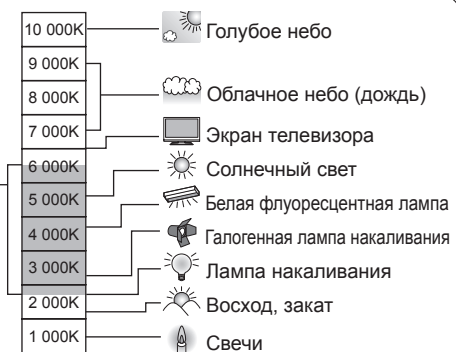 10 000K Голубое небо
9 000K
8 000K Облачное небо (дождь)
7 000K
Экран телевизора
6 000K
Солнечный свет
5 000K
Белая флуоресцентная лампа
4 000K
Галогенная лампа накаливания
3 000K
Лампа накаливания
2 000K
Восход, закат
1 000K Свечи